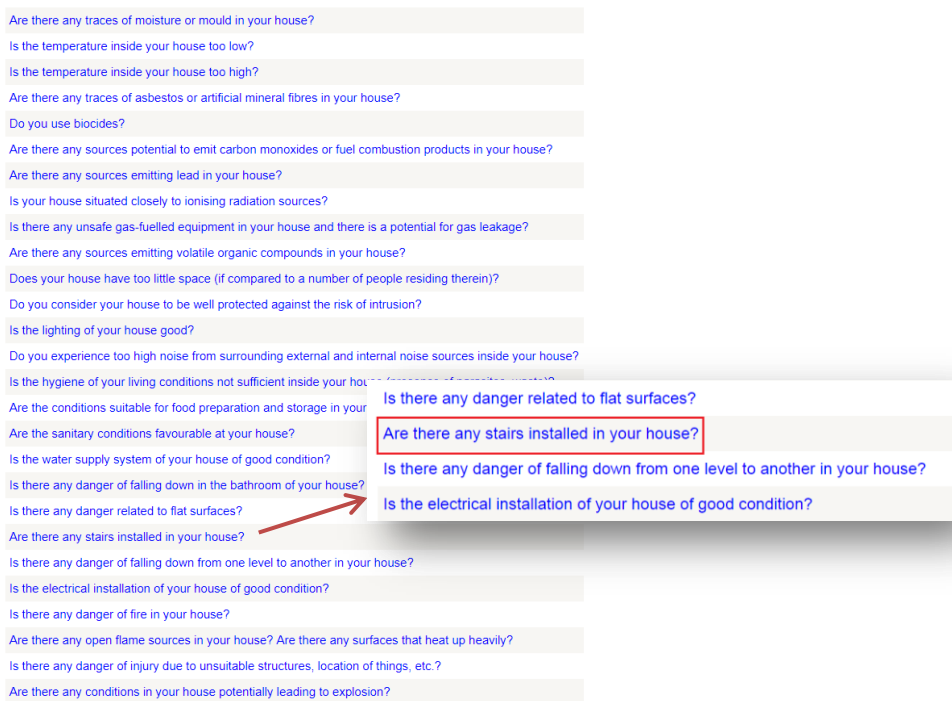 Are there any traces of moisture or mould in your house?
Is the temperature inside your house too low?
Is the temperature inside your house too high?
Are there any traces of asbestos or artificial mineral fibres in your house?
Do you use biocides?
Are there any sources potential to emit carbon monoxides or fuel combustion products in your house?
Are there any sources emitting lead in your house?
Is your house situated closely to ionising radiation sources?
Is there any unsafe gas-fuelled equipment in your house and there is a potential for gas leakage?
Are there any sources emitting volatile organic compounds in your house?
Does your house have too little space (if compared to a number of people residing therein)?
Do you consider your house to be well protected against the risk of intrusion?
Is the lighting of your house good?
Do you experience too high noise from surrounding external and internal noise sources inside your house?
Is the hygiene of your living conditions not sufficient inside your house (presence of parasites, waste)?
Are the conditions suitable for food preparation and storage in your
Are the sanitary conditions favourable at your house?
Is the water supply system of your house of good condition?
Is there any danger of falling down in the bathroom of your house?
Is there any danger related to flat surfaces?
Are there any stairs installed in your house?
Is there any danger of falling down from one level to another in your house?
Is the electrical installation of your house of good condition?
Is there any danger of fire in your house?
Are there any open flame sources in your house? Are there any surfaces that heat up heavily?
Is there any danger of injury due to unsuitable structures, location of things, etc.?
Are there any conditions in your house potentially leading to explosion?
Is there any danger related to flat surfaces?
Are there any stairs installed in your house?
Is there any danger of falling down from one level to another in your house?
Is the electrical installation of your house of good condition?